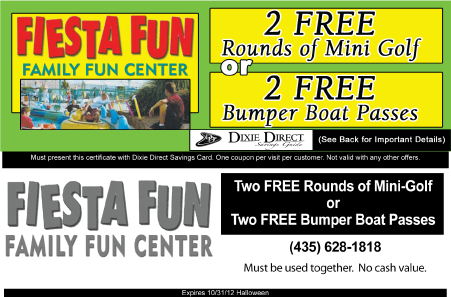 FIESTA FUN
FAMILY FUN CENTER
2 FREE
Rounds of Mini Golf
or
2 FREE
Bumper Boat Passes
DIXIE DIRECT
Savings Guide
(See Back for Important Details)
Must present this certificate with Dixie Direct Savings Card. One coupon per visit per customer. Not valid with any other offers.
FIESTA FUN
FAMILY FUN CENTER
Two FREE Rounds of Mini-Golf
or
Two FREE Bumper Boat Passes
(435) 628-1818
Must be used together. No cash value.
Expires 10/31/12 Halloween